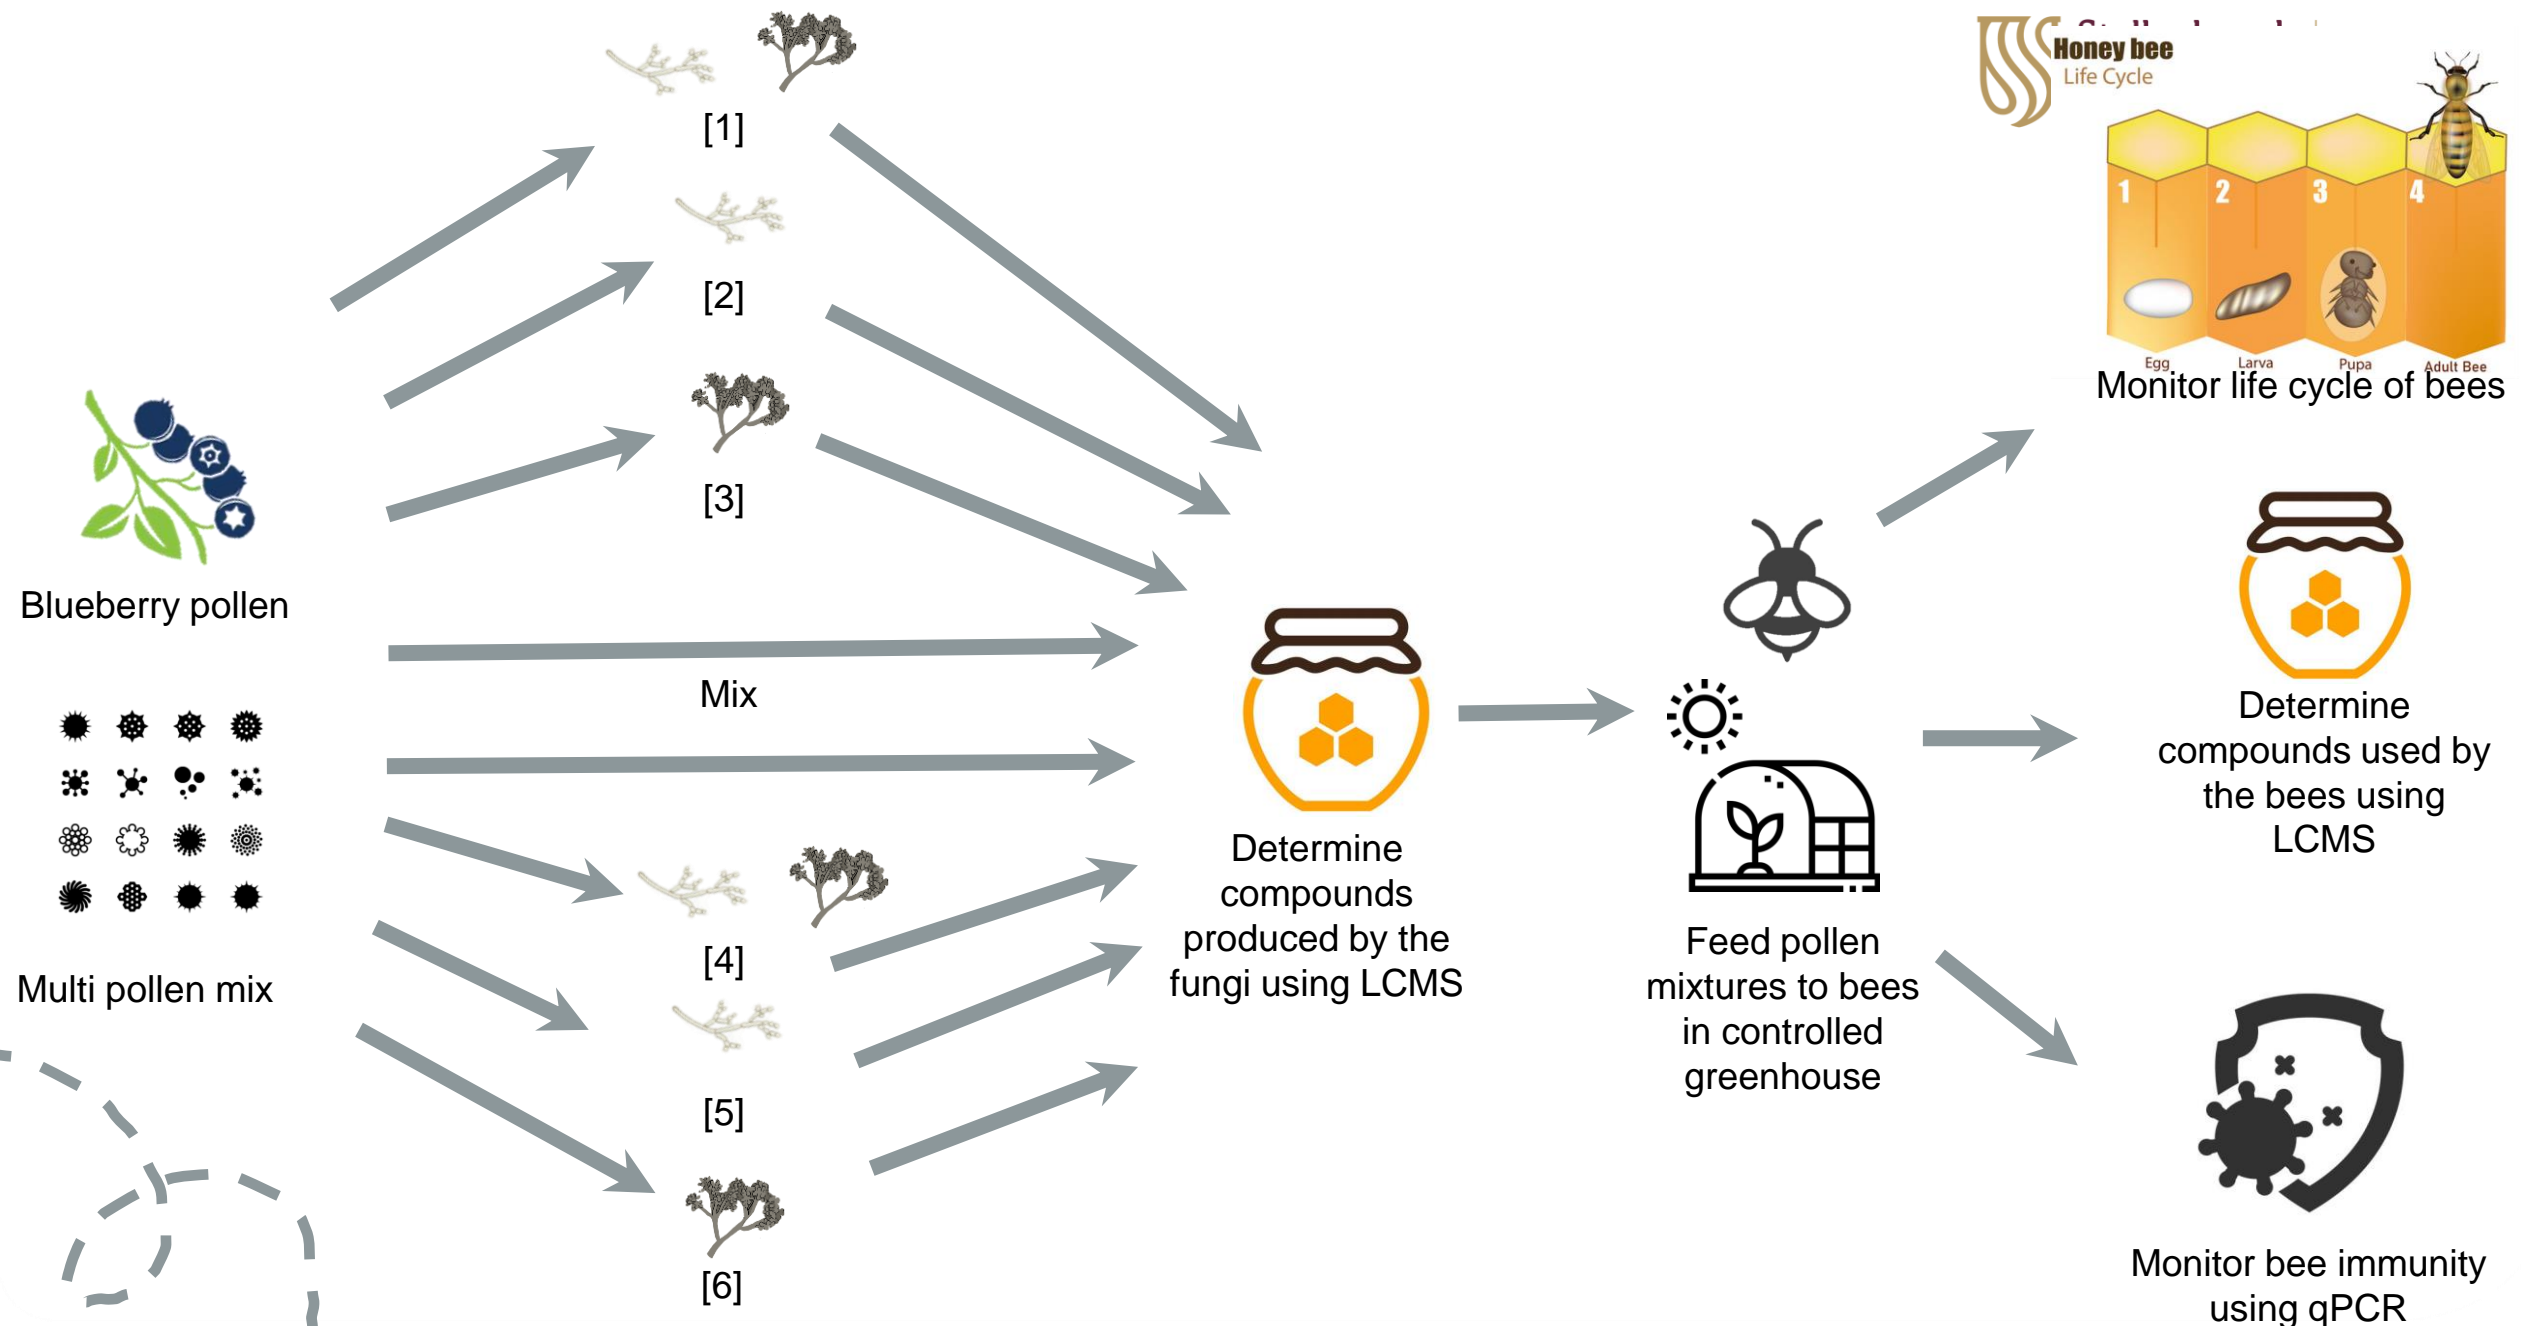 [1]
[2]
[3]
Blueberry pollen
Mix
Multi pollen mix
[4]
[5]
[6]
Determine
compounds
produced by the
fungi using LCMS
Feed pollen
mixtures to bees
in controlled
greenhouse
Honey bee
Life Cycle
1
2
3
4
Egg
Larva
Pupa
Adult Bee
Monitor life cycle of bees
Determine
compounds used by
the bees using
LCMS
Monitor bee immunity
using qPCR